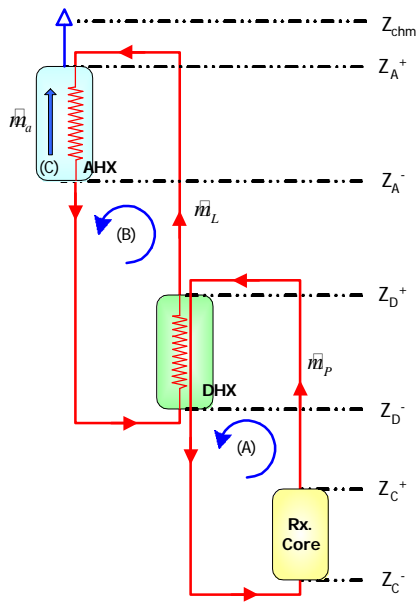 Z_chm
Z_A^+
ṁ_a
(C)
AHX
Z_A^-
ṁ_L
(B)
Z_D^+
ṁ_P
DHX
Z_D^-
(A)
Z_C^+
Rx.
Core
Z_C^-